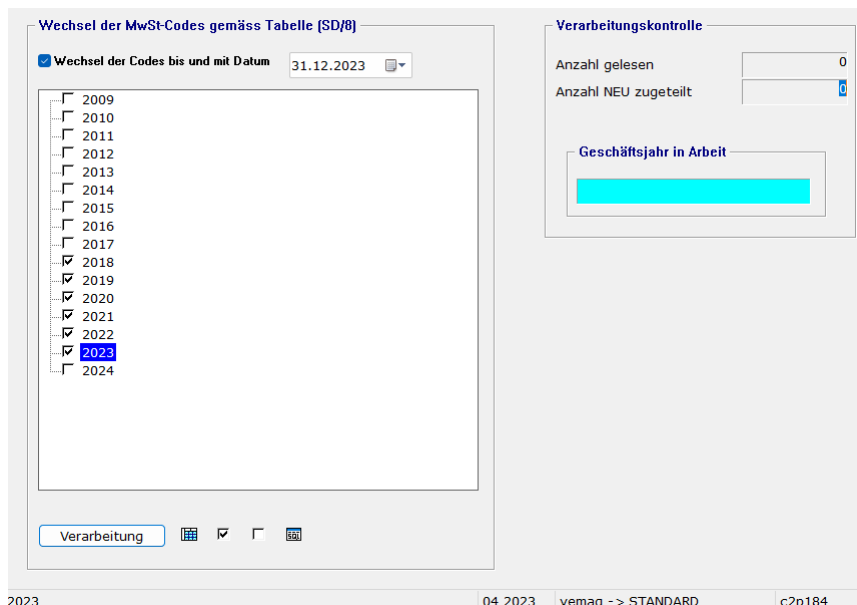 Wechsel der MwSt-Codes gemäss Tabelle (SD/8)
Wechsel der Codes bis und mit Datum 31.12.2023
2009
2010
2011
2012
2013
2014
2015
2016
2017
2018
2019
2020
2021
2022
2023
2024
Verarbeitung
SQL
Verarbeitungskontrolle
Anzahl gelesen 0
Anzahl NEU zugeteilt 0
Geschäftsjahr in Arbeit
2023 04 2023 vemag -> STANDARD c2p184